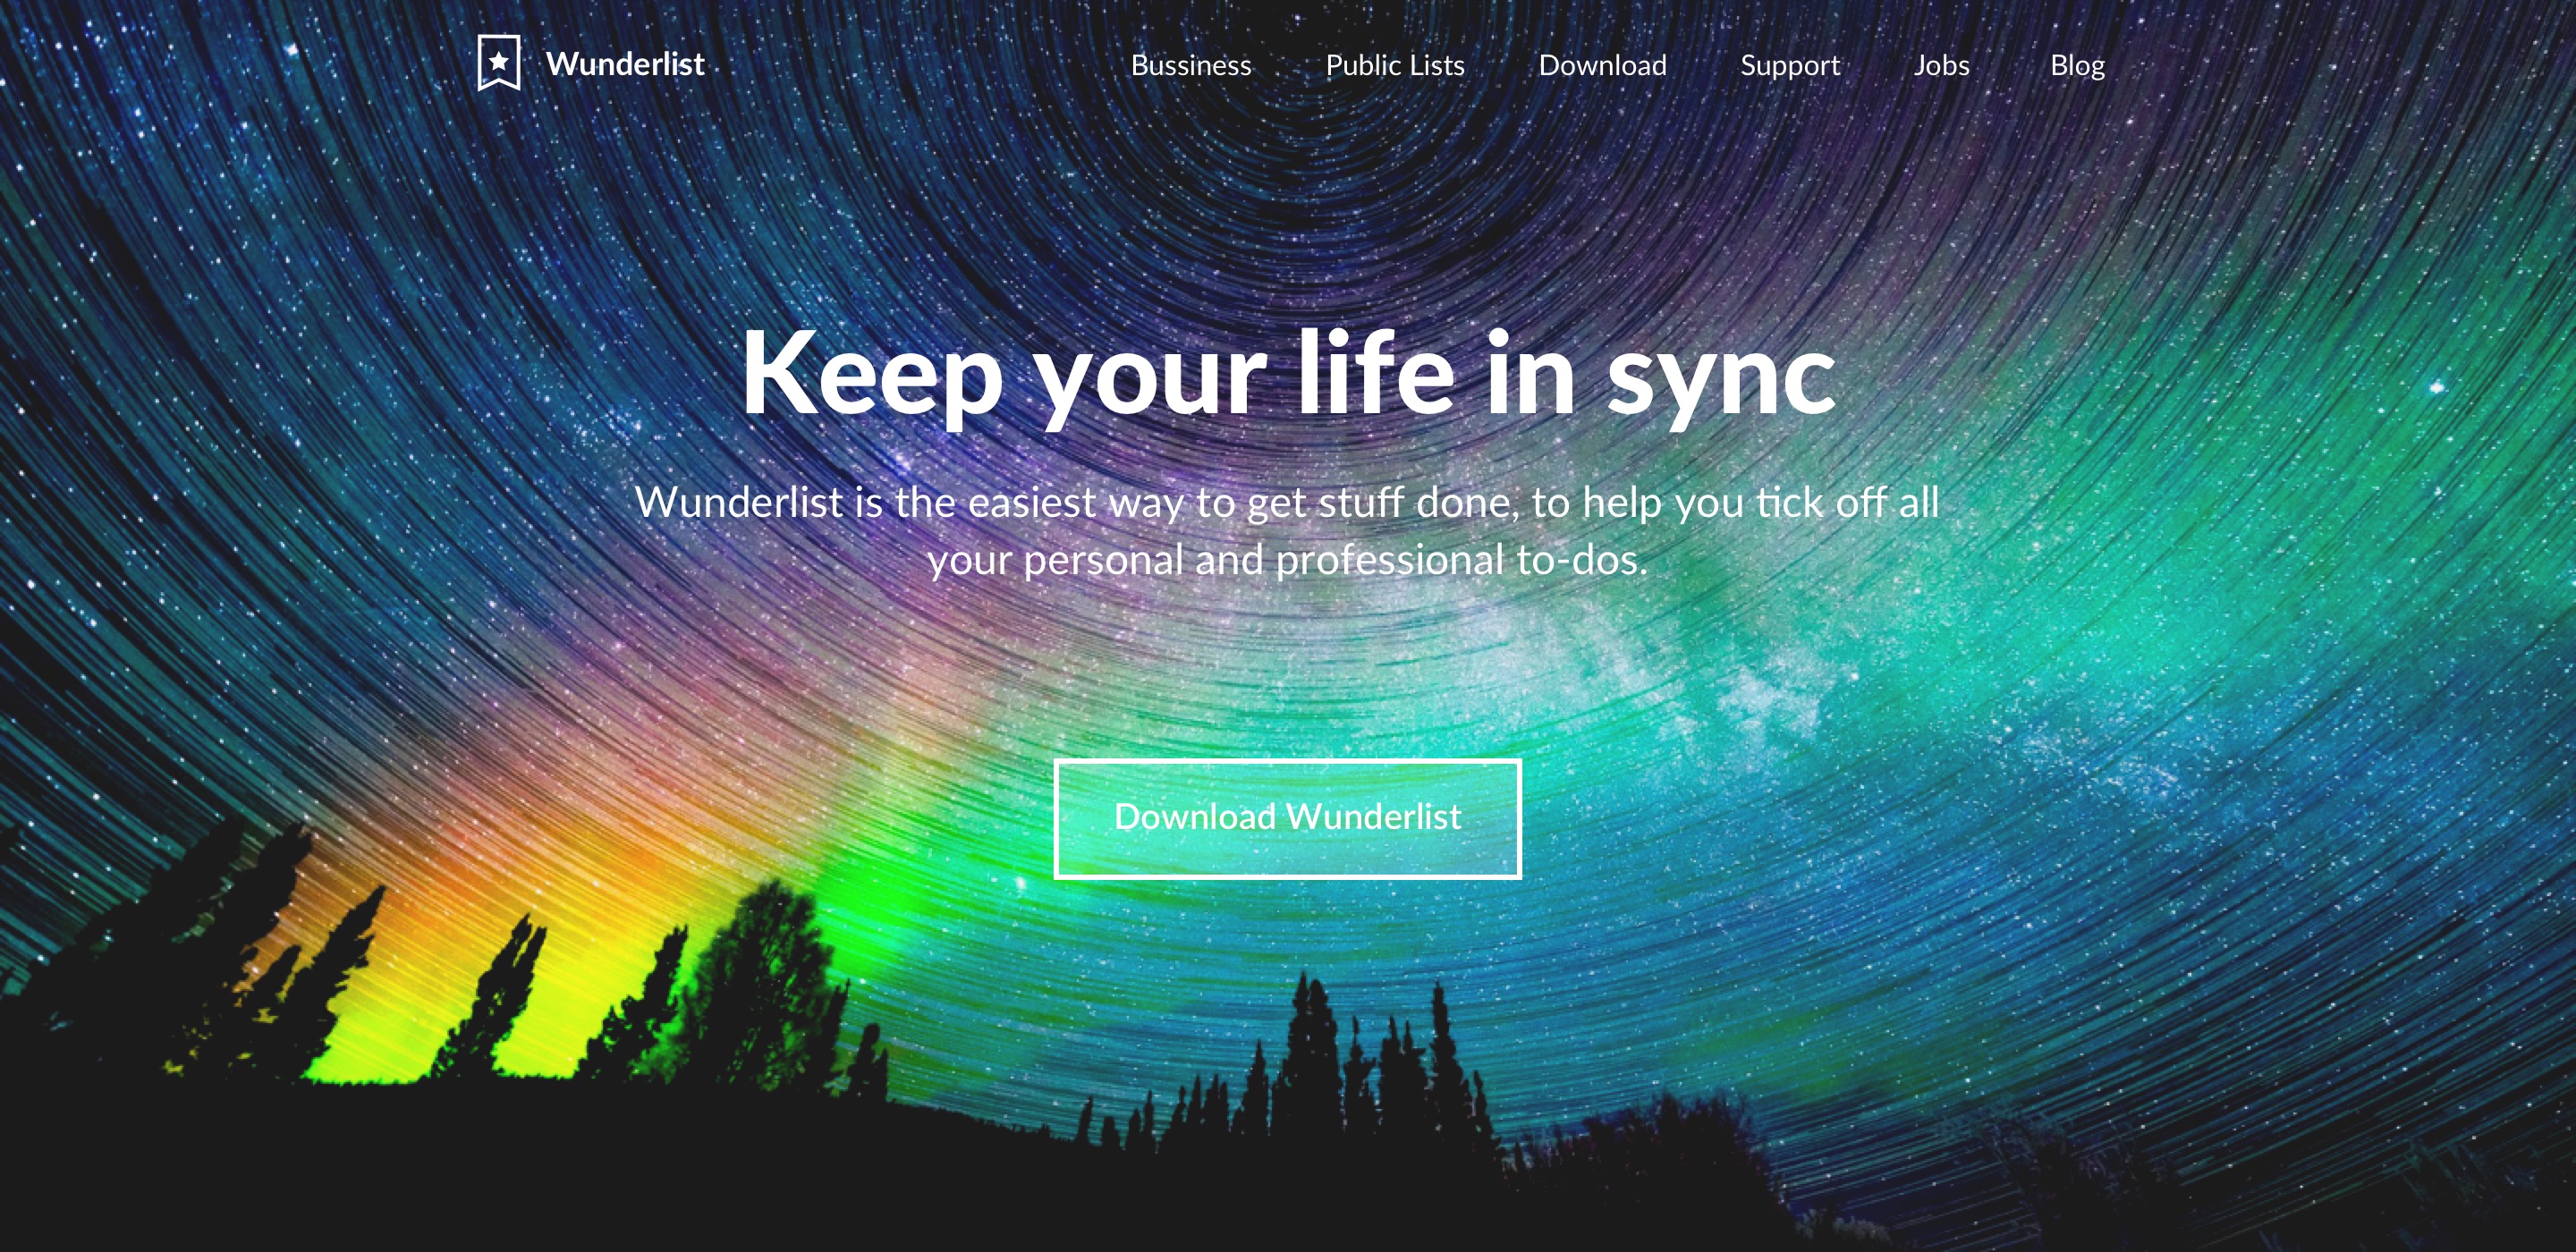 Wunderlist
Bussiness Public Lists Download Support Jobs Blog
Keep your life in sync
Wunderlist is the easiest way to get stuff done, to help you tick off all
your personal and professional to-dos.
Download Wunderlist